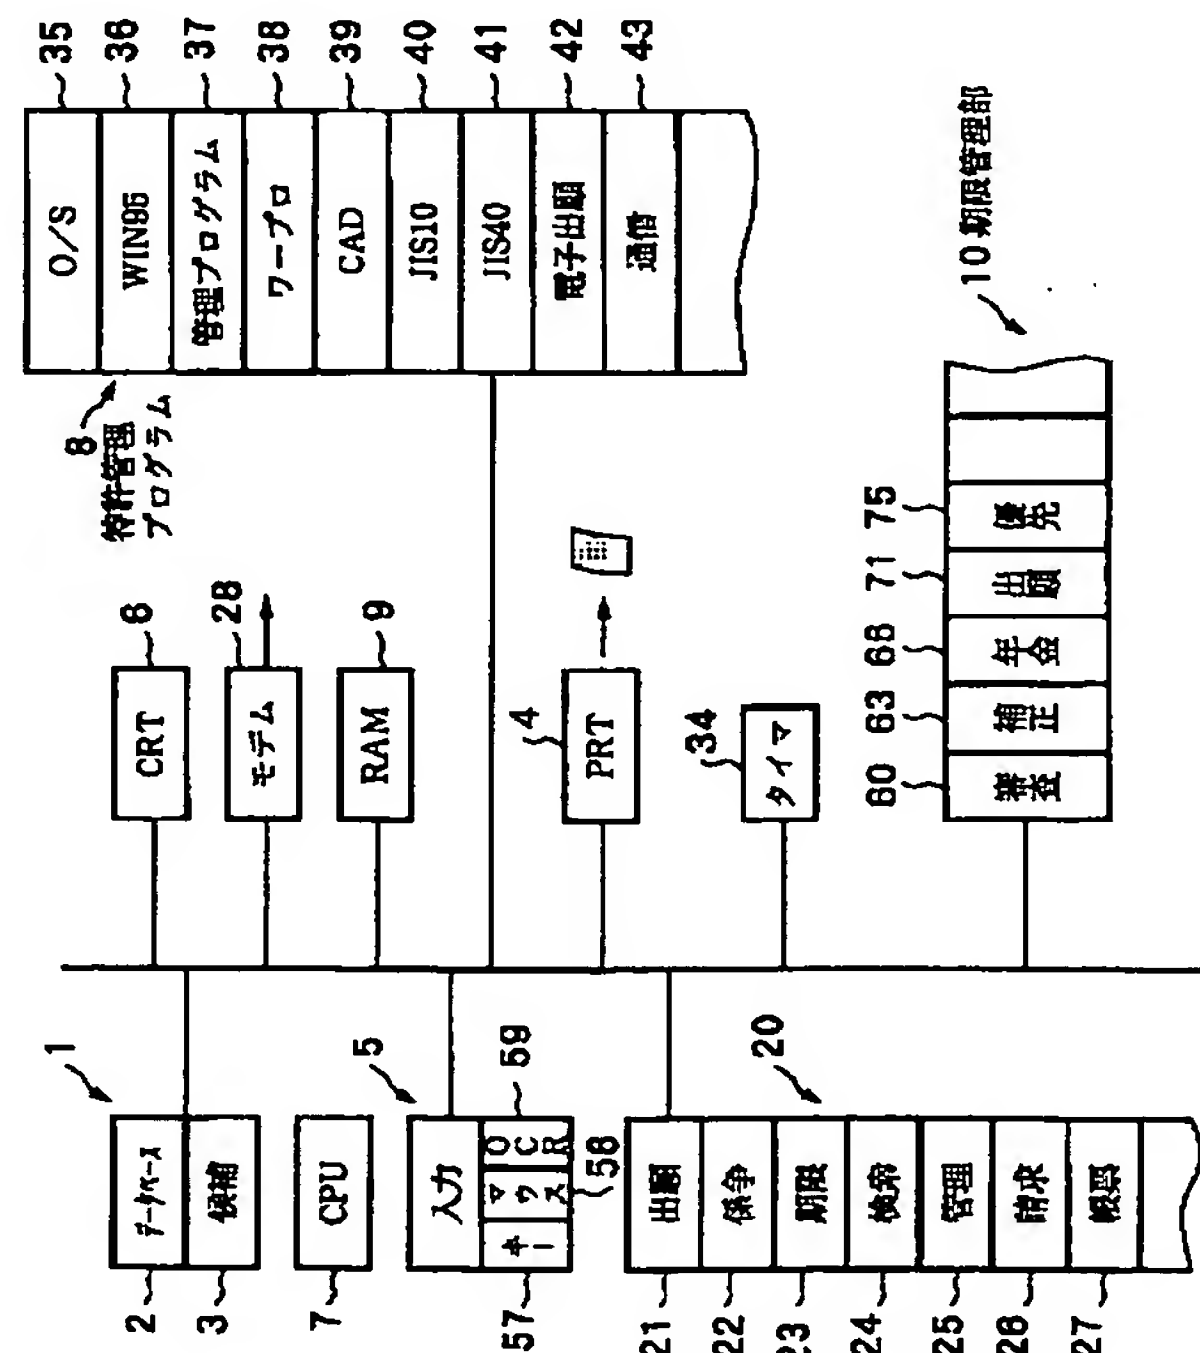 1
2
データベース
3
候補
7
CPU
5
入力
57
キー
58
マウス
59
OCR
20
21
出願
22
係争
23
期限
24
検索
25
管理
26
請求
27
帳票
CRT
8
モデム
28
RAM
9
PRT
4
タイマ
34
8
特許管理
プログラム
O/S
35
WIN96
36
管理プログラム
37
ワープロ
38
CAD
39
JIS10
40
JIS40
41
電子出願
42
通信
43
10 期限管理部
60
審査
63
補正
68
年金
71
出願
75
優先